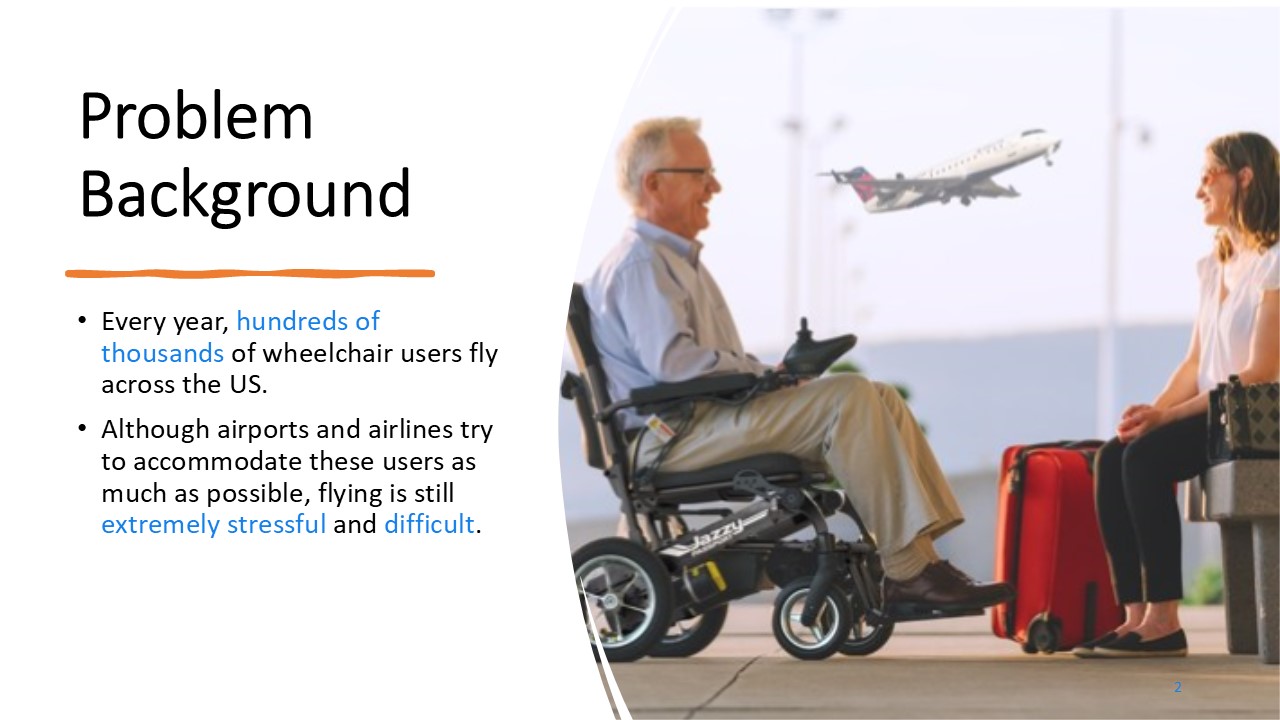 Problem
Background
• Every year, hundreds of
thousands of wheelchair users fly
across the US.
• Although airports and airlines try
to accommodate these users as
much as possible, flying is still
extremely stressful and difficult.
Jazzy
2